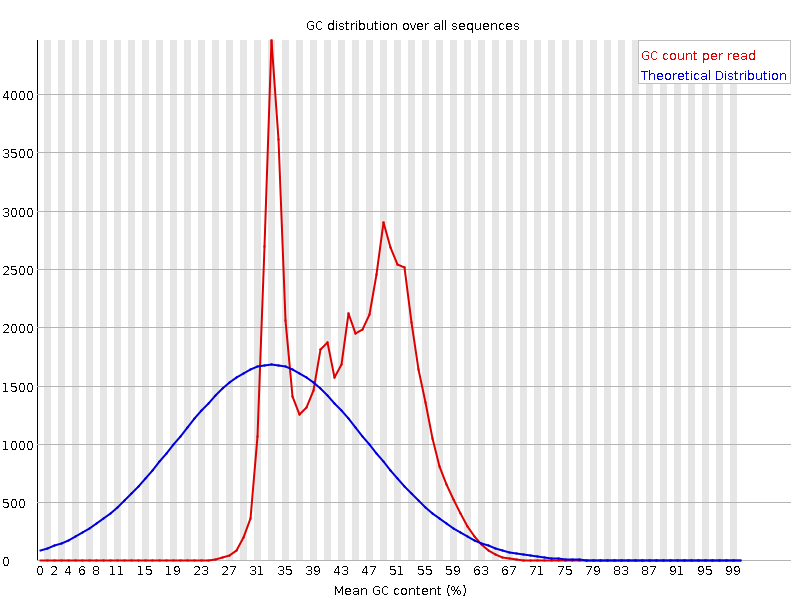 GC distribution over all sequences
GC count per read
Theoretical Distribution
4000
3500
3000
2500
2000
1500
1000
500
0
0 2 4 6 8 11 15 19 23 27 31 35 39 43 47 51 55 59 63 67 71 75 79 83 87 91 95 99
Mean GC content (%)